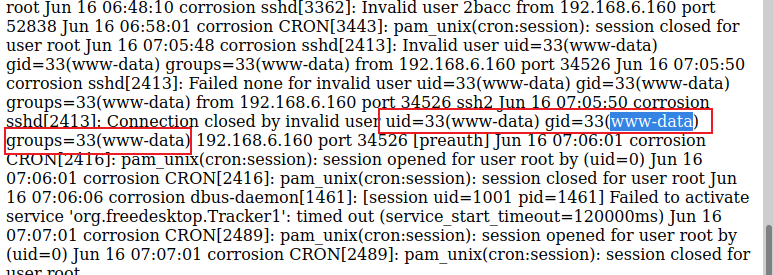 root Jun 16 06:48:10 corrosion sshd[3362]: Invalid user 2bacc from 192.168.6.160 port
52838 Jun 16 06:58:01 corrosion CRON[3443]: pam_unix(cron:session): session closed for
user root Jun 16 07:05:48 corrosion sshd[2413]: Invalid user uid=33(www-data)
gid=33(www-data) groups=33(www-data) from 192.168.6.160 port 34526 Jun 16 07:05:50
corrosion sshd[2413]: Failed none for invalid user uid=33(www-data) gid=33(www-data)
groups=33(www-data) from 192.168.6.160 port 34526 ssh2 Jun 16 07:05:50 corrosion
sshd[2413]: Connection closed by invalid user uid=33(www-data) gid=33(www-data)
groups=33(www-data) 192.168.6.160 port 34526 [preauth] Jun 16 07:06:01 corrosion
CRON[2416]: pam_unix(cron:session): session opened for user root by (uid=0) Jun 16
07:06:01 corrosion CRON[2416]: pam_unix(cron:session): session closed for user root Jun
16 07:06:06 corrosion dbus-daemon[1461]: [session uid=1001 pid=1461] Failed to activate
service 'org.freedesktop.Tracker1': timed out (service_start_timeout=120000ms) Jun 16
07:07:01 corrosion CRON[2489]: pam_unix(cron:session): session opened for user root by
(uid=0) Jun 16 07:07:01 corrosion CRON[2489]: pam_unix(cron:session): session closed for
user root